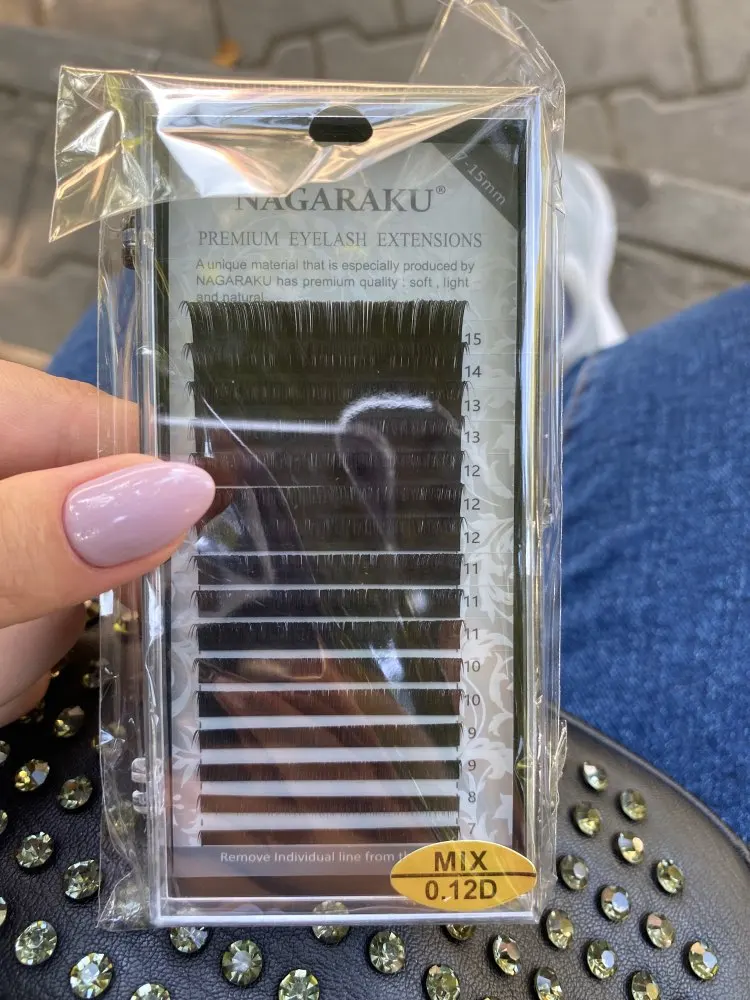 NAGARAKU®
-15mm
PREMIUM EYELASH EXTENSIONS
A unique material that is especially produced by
NAGARAKU has premium quality : soft , light
and natural
15
14
13
13
12
12
12
11
11
11
10
10
9
9
8
7
Remove Individual line from
MIX
0.12D